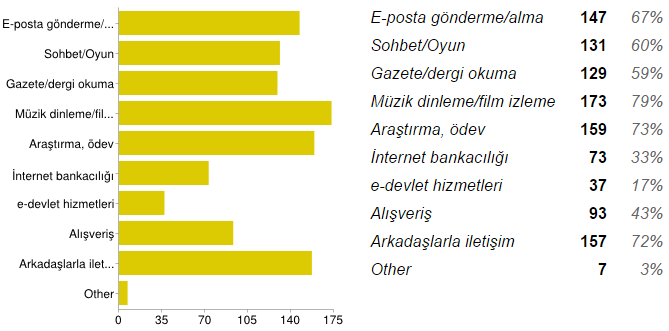 E-posta gönderme/...
Sohbet/Oyun
Gazete/dergi okuma
Müzik dinleme/fil...
Araştırma, ödev
İnternet bankacılığı
e-devlet hizmetleri
Alışveriş
Arkadaşlarla ilet...
Other
0 35 70 105 140 175
E-posta gönderme/alma 147 67%
Sohbet/Oyun 131 60%
Gazete/dergi okuma 129 59%
Müzik dinleme/film izleme 173 79%
Araştırma, ödev 159 73%
İnternet bankacılığı 73 33%
e-devlet hizmetleri 37 17%
Alışveriş 93 43%
Arkadaşlarla iletişim 157 72%
Other 7 3%